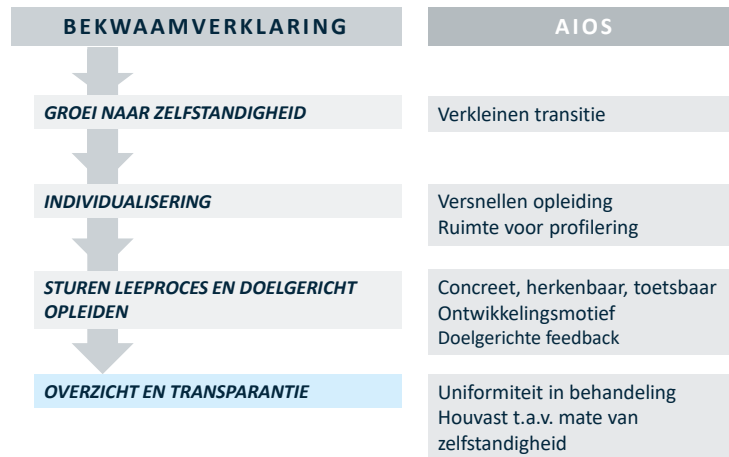 BEKWAAMVERKLARING
AIOS
GROEI NAAR ZELFSTANDIGHEID
Verkleinen transitie
INDIVIDUALISERING
Versnellen opleiding
Ruimte voor profilering
STUREN LEEPROCES EN DOELGERICHT
OPLEIDEN
Concreet, herkenbaar, toetsbaar
Ontwikkelingsmotief
Doelgerichte feedback
OVERZICHT EN TRANSPARANTIE
Uniformiteit in behandeling
Houvast t.a.v. mate van
zelfstandigheid